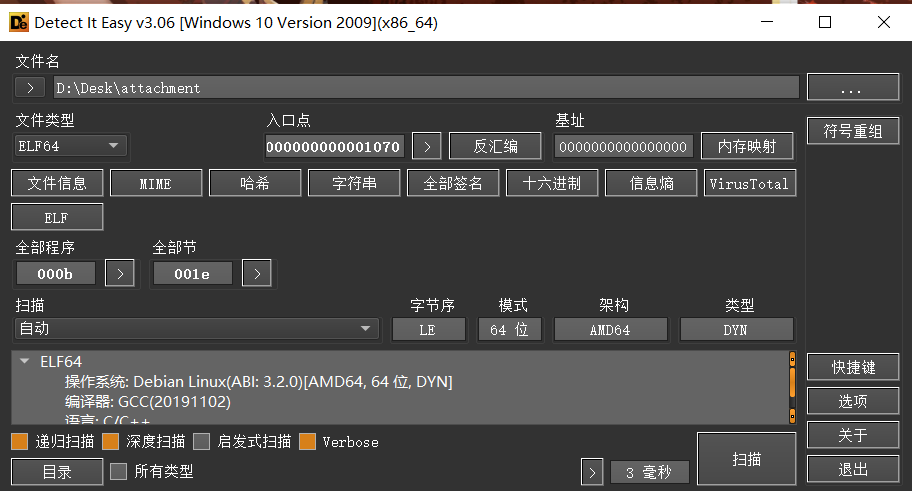 Detect It Easy v3.06 [Windows 10 Version 2009](x86_64)
文件名
> D:\Desk\attachment ...
文件类型 入口点 基址
ELF64 000000000001070 > 反汇编 0000000000000000 内存映射 符号重组
文件信息 MIME 哈希 字符串 全部签名 十六进制 信息熵 VirusTotal
ELF
全部程序 全部节
000b > 001e >
扫描 字节序 模式 架构 类型
自动 LE 64 位 AMD64 DYN
ELF64
操作系统: Debian Linux(ABI: 3.2.0)[AMD64, 64 位, DYN]
编译器: GCC(20191102)
语言: C/C++
快捷键
选项
递归扫描 深度扫描 启发式扫描 Verbose 扫描 关于
目录 所有类型 > 3 毫秒 退出